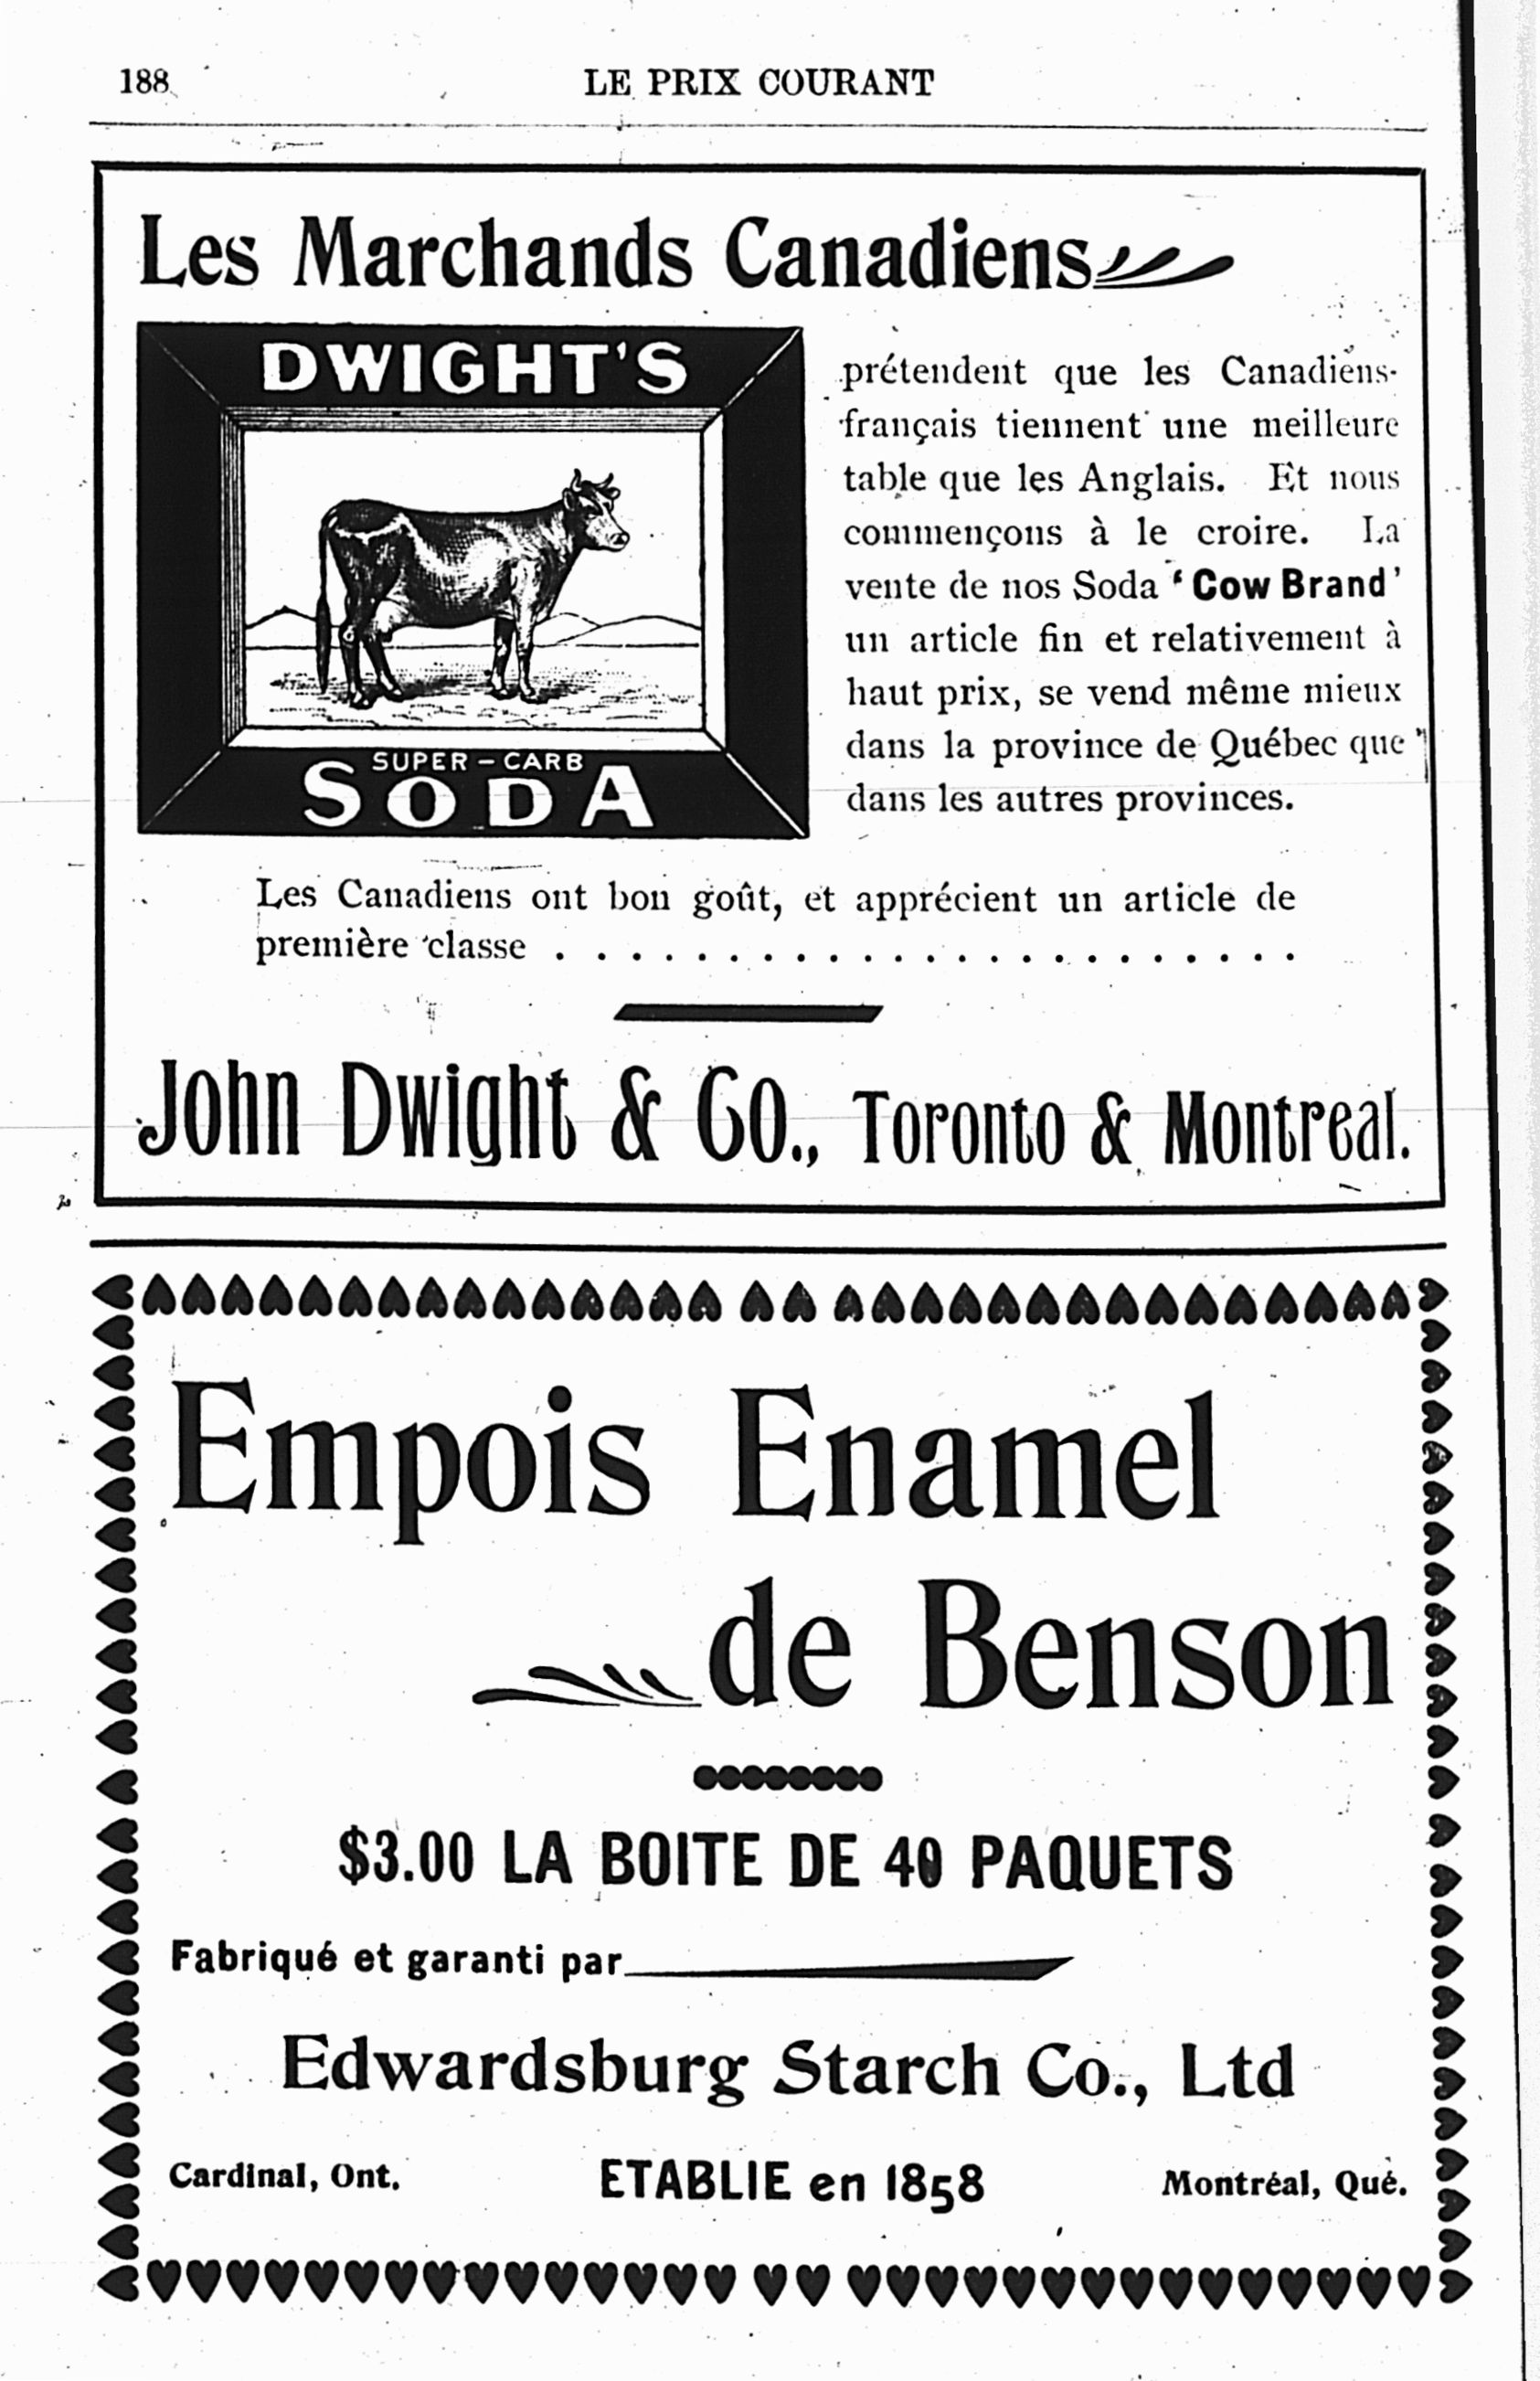 188
LE PRIX COURANT
Les Marchands Canadiens
DWIGHT'S
SUPER-CARB
SODA
prétendent que les Canadiens-
français tiennent une meilleure
table que les Anglais. Et nous
commençons à le croire. La
vente de nos Soda 'Cow Brand'
un article fin et relativement à
haut prix, se vend même mieux
dans la province de Québec que
dans les autres provinces.
Les Canadiens ont bon goût, et apprécient un article de
première classe . . . . . . . . . . . . . . . . . . . . . . .
John Dwight & Co., Toronto & Montreal.
Empois Enamel
de Benson
$3.00 LA BOITE DE 40 PAQUETS
Fabriqué et garanti par
Edwardsburg Starch Co., Ltd
Cardinal, Ont. ETABLIE en 1858 Montréal, Qué.